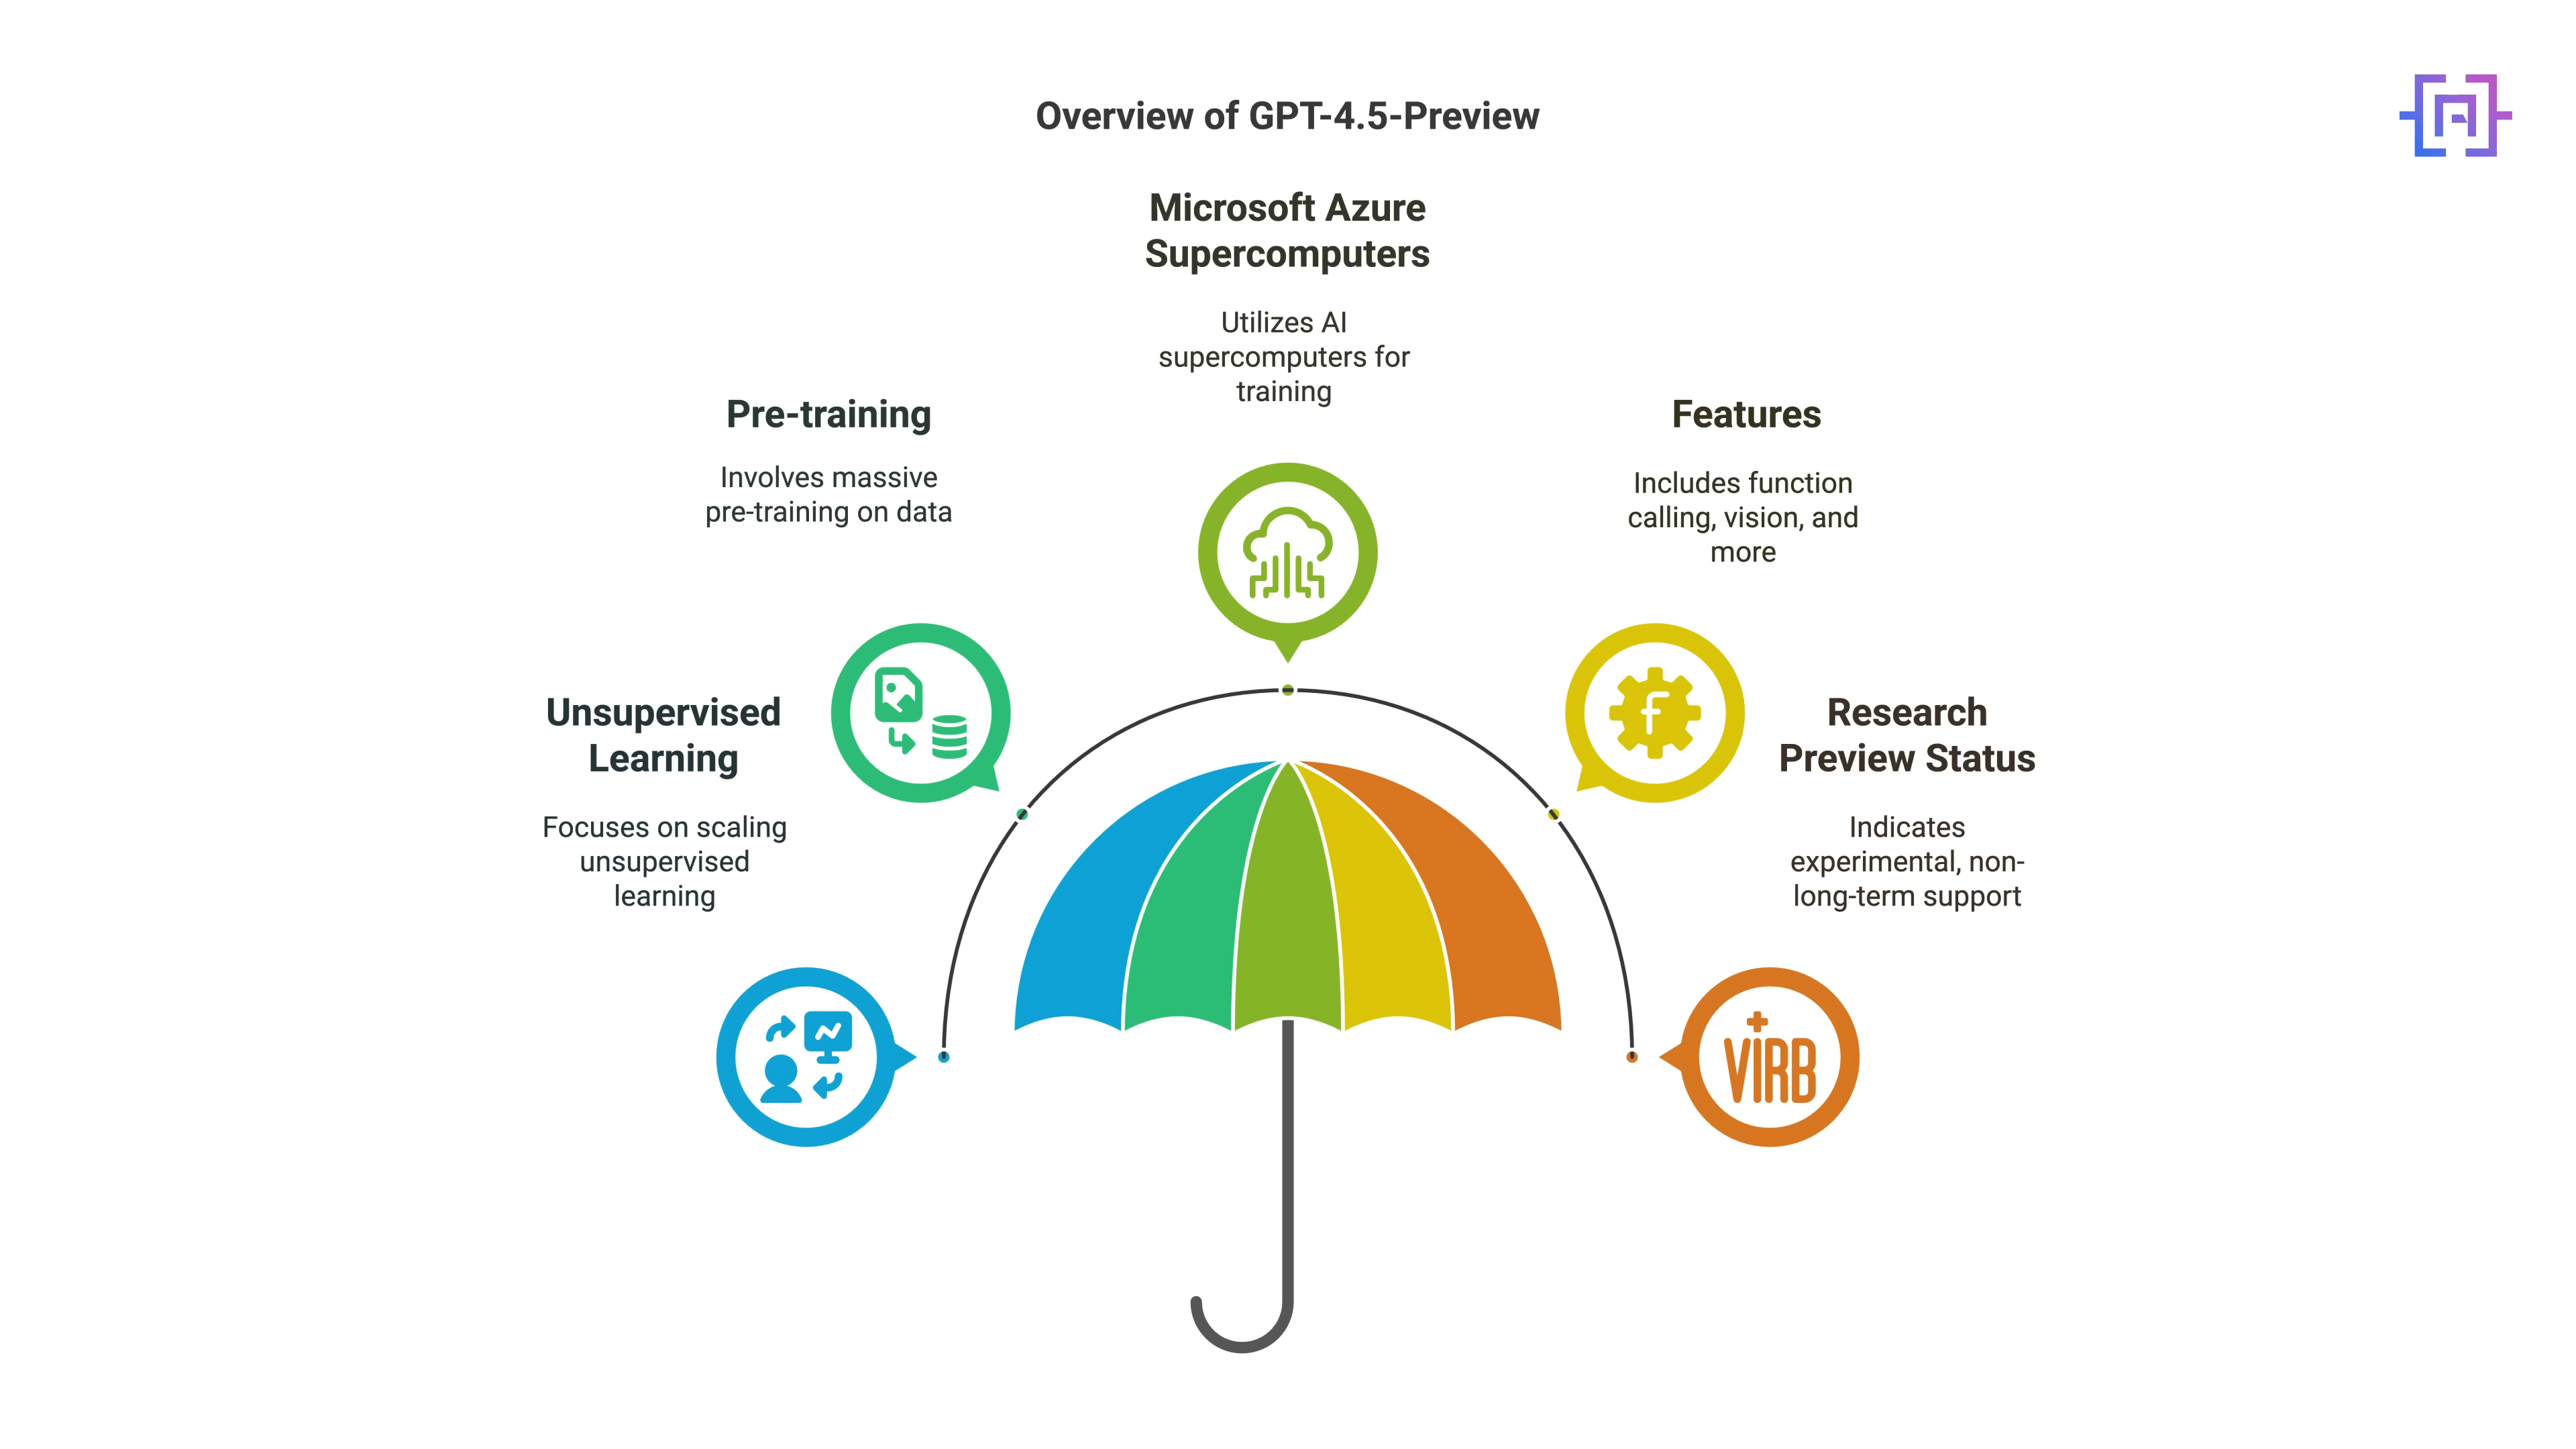 Overview of GPT-4.5-Preview
Microsoft Azure
Supercomputers
Utilizes AI
supercomputers for
training
Pre-training
Involves massive
pre-training on data
Features
Includes function
calling, vision, and
more
Unsupervised
Learning
Focuses on scaling
unsupervised
learning
Research
Preview Status
Indicates
experimental, non-
long-term support
f
VIRB